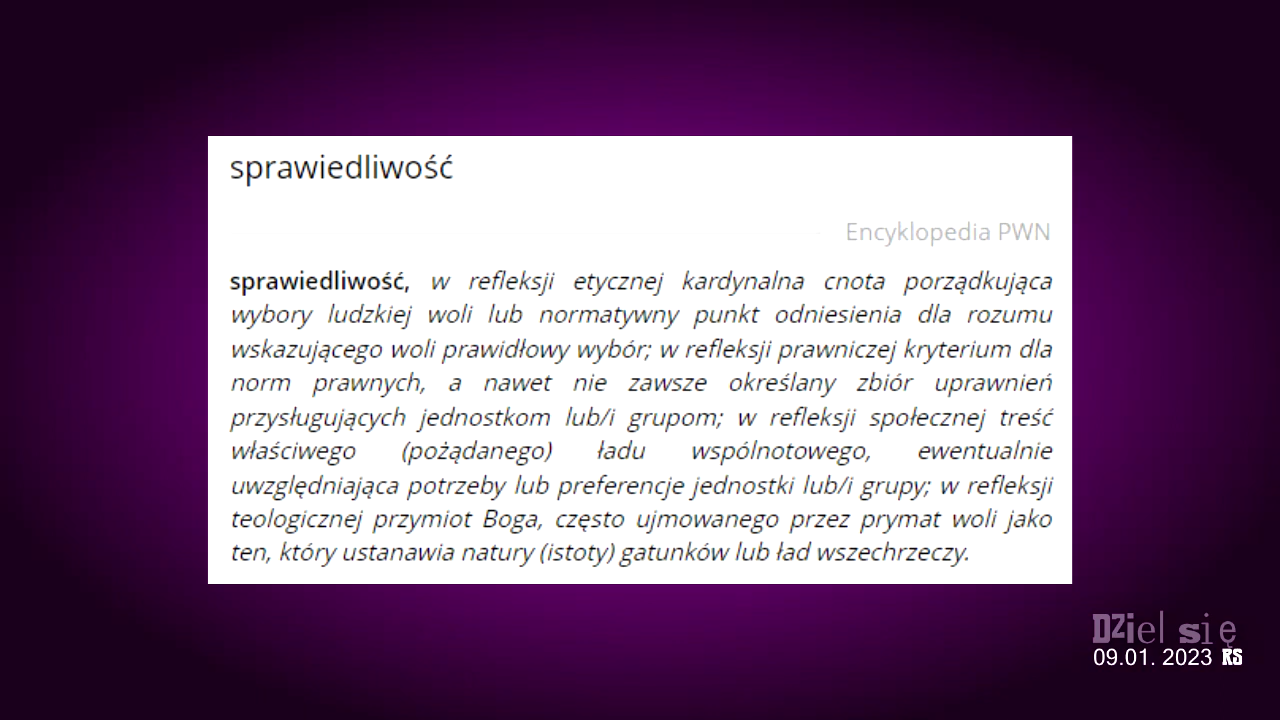 sprawiedliwość
Encyklopedia PWN
sprawiedliwość, w refleksji etycznej kardynalna cnota porządkująca
wybory ludzkiej woli lub normatywny punkt odniesienia dla rozumu
wskazującego woli prawidłowy wybór; w refleksji prawniczej kryterium dla
norm prawnych, a nawet nie zawsze określany zbiór uprawnień
przysługujących jednostkom lub/i grupom; w refleksji społecznej treść
właściwego (pożądanego) ładu wspólnotowego, ewentualnie
uwzględniająca potrzeby lub preferencje jednostki lub/i grupy; w refleksji
teologicznej przymiot Boga, często ujmowanego przez prymat woli jako
ten, który ustanawia natury (istoty) gatunków lub ład wszechrzeczy.
Dziel się
09.01. 2023 RS